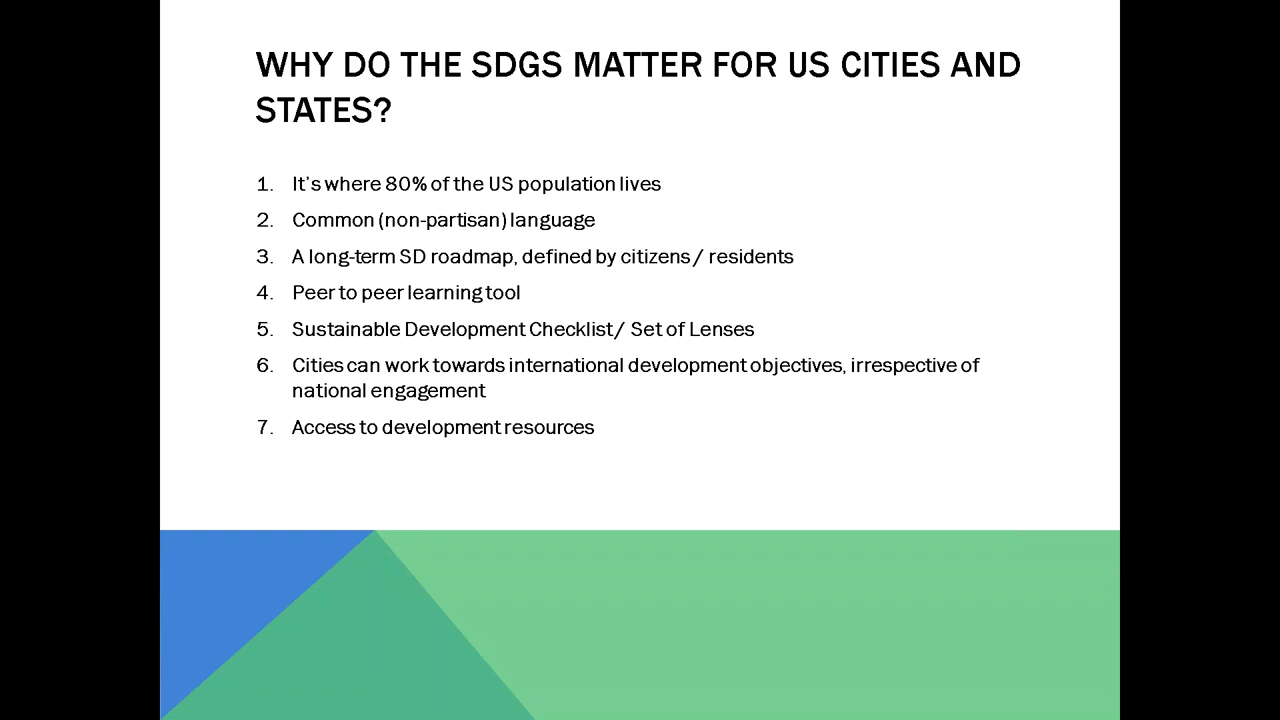 WHY DO THE SDGS MATTER FOR US CITIES AND
STATES?
1. It's where 80% of the US population lives
2. Common (non-partisan) language
3. A long-term SD roadmap, defined by citizens / residents
4. Peer to peer learning tool
5. Sustainable Development Checklist / Set of Lenses
6. Cities can work towards international development objectives, irrespective of
national engagement
7. Access to development resources